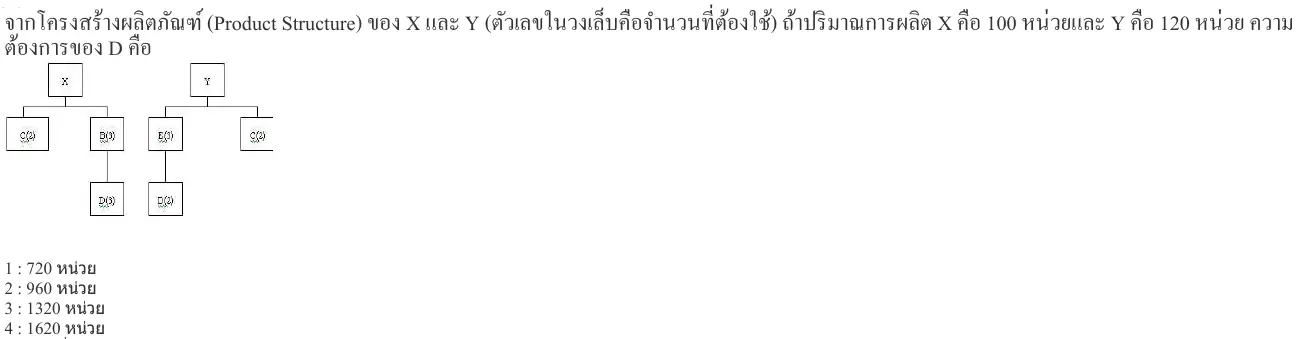 จากโครงสร้างผลิตภัณฑ์ (Product Structure) ของ X และ Y (ตัวเลขในวงเล็บคือจำนวนที่ต้องใช้) ถ้าปริมาณการผลิต X คือ 100 หน่วยและ Y คือ 120 หน่วย ความ
ต้องการของ D คือ
X Y
C(2) B(3) E(3) C(2)
D(3) D(2)
1 : 720 หน่วย
2 : 960 หน่วย
3 : 1320 หน่วย
4 : 1620 หน่วย